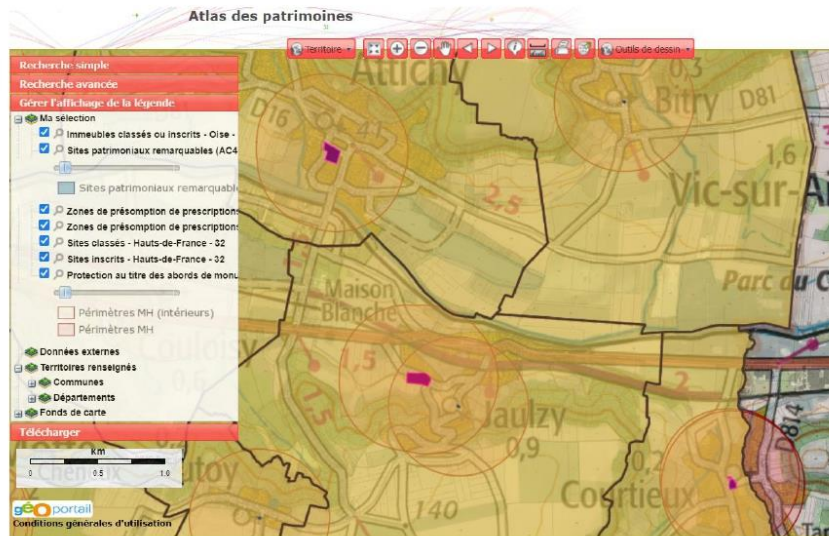 Atlas des patrimoines
Territoire
Outils de dessin
Recherche simple
Recherche avancée
Gérer l'affichage de la légende
Ma sélection
Immeubles classés ou inscrits - Oise -
Sites patrimoniaux remarquables (AC4
Sites patrimoniaux remarquabl
Zones de présomption de prescriptions
Zones de présomption de prescriptions
Sites classés - Hauts-de-France - 32
Sites inscrits - Hauts-de-France - 32
Protection au titre des abords de monu
Périmètres MH (intérieurs)
Périmètres MH
Données externes
Territoires renseignés
Communes
Départements
Fonds de carte
Télécharger
km
0 0.5 1.0
géoportail
Conditions générales d'utilisation
Attichy
D16
0,3
Bitry D81
1,6
2,5
Vic-sur-Ai
Parc du C
Maison
Blanche
Couloisy
0,6
1,5
1,5
2
Jaulzy
0,9
D814
0,2
Courtieux
140
utoy
Tar